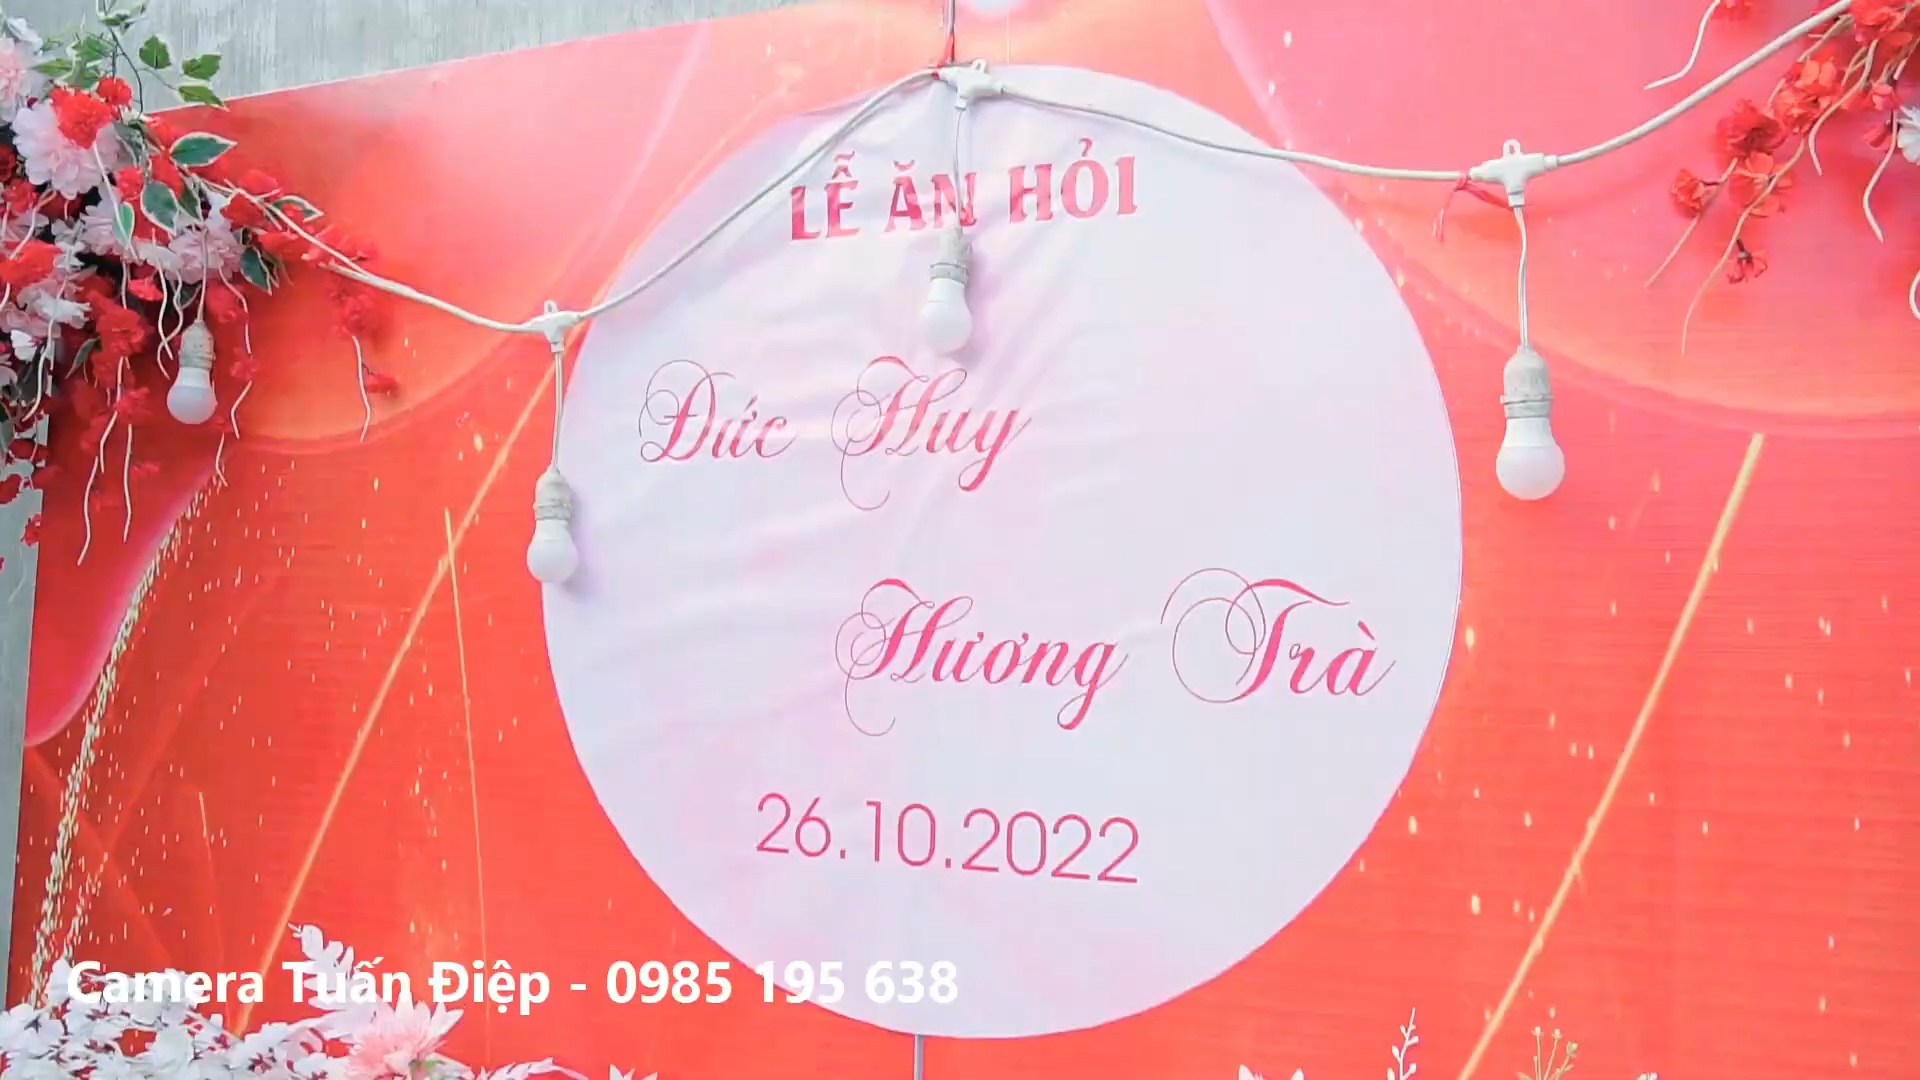 LỄ ĂN HỎI
Đức Huy
Hương Trà
26.10.2022
Camera Tuấn Điệp - 0985 195 638